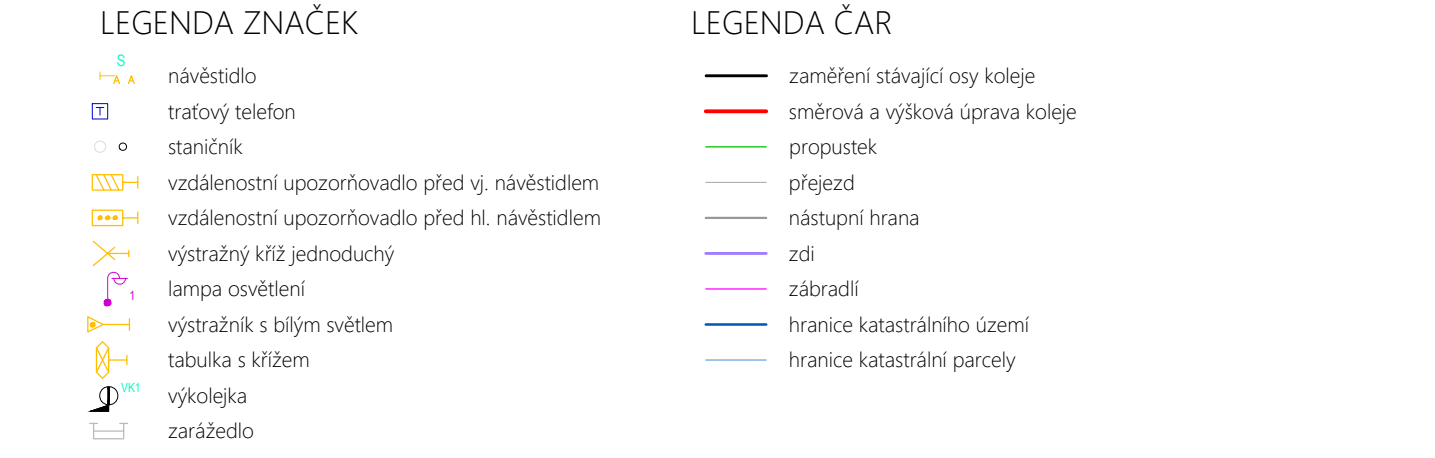 LEGENDA ZNAČEK
S
A A
návěstidlo
T
traťový telefon
staničník
vzdálenostní upozorňovadlo před vj. návěstidlem
vzdálenostní upozorňovadlo před hl. návěstidlem
výstražný kříž jednoduchý
1
lampa osvětlení
výstražník s bílým světlem
tabulka s křížem
VK1
výkolejka
zarážedlo
LEGENDA ČAR
zaměření stávající osy koleje
směrová a výšková úprava koleje
propustek
přejezd
nástupní hrana
zdi
zábradlí
hranice katastrálního území
hranice katastrální parcely